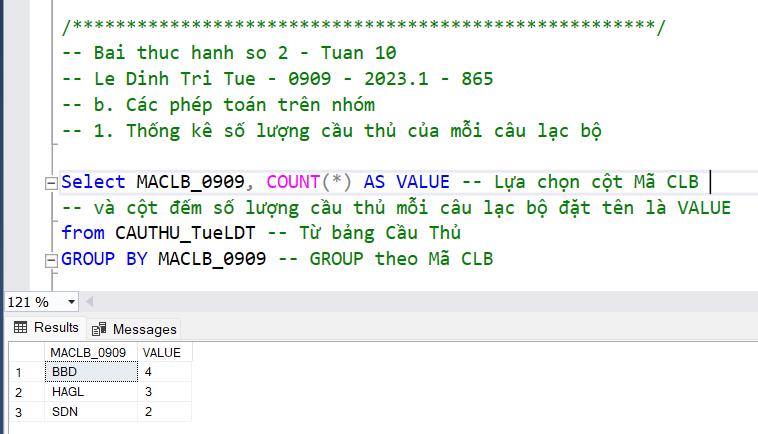 /******************************************************/
-- Bai thuc hanh so 2 - Tuan 10
-- Le Dinh Tri Tue - 0909 - 2023.1 - 865
-- b. Các phép toán trên nhóm
-- 1. Thống kê số lượng cầu thủ của mỗi câu lạc bộ
Select MACLB_0909, COUNT(*) AS VALUE -- Lựa chọn cột Mã CLB
-- và cột đếm số lượng cầu thủ mỗi câu lạc bộ đặt tên là VALUE
from CAUTHU_TueLDT -- Từ bảng Cầu Thủ
GROUP BY MACLB_0909 -- GROUP theo Mã CLB
121 %
Results Messages
MACLB_0909 VALUE
1 BBD 4
2 HAGL 3
3 SDN 2